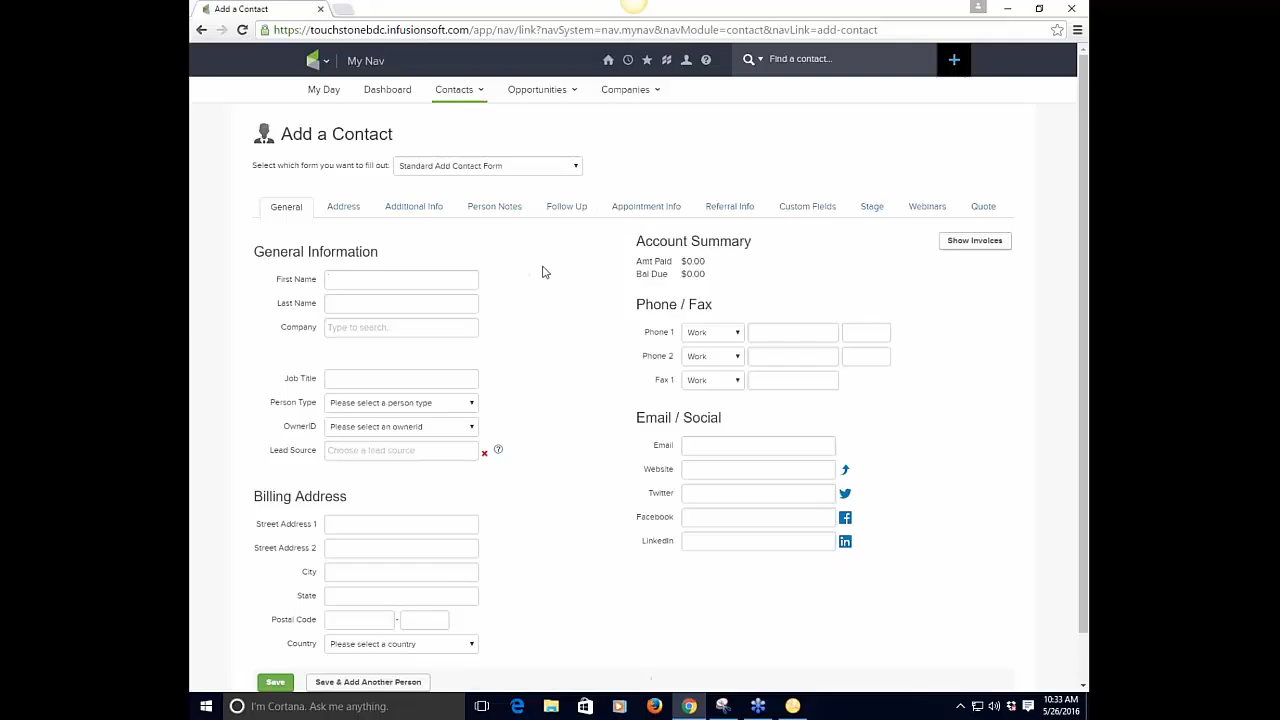 Add a Contact
https://touchstonebdc.infusionsoft.com/app/nav/link?navSystem=nav.mynav&navModule=contact&navLink=add-contact
My Nav
Find a contact...
My Day Dashboard Contacts Opportunities Companies
Add a Contact
Select which form you want to fill out: Standard Add Contact Form
General Address Additional Info Person Notes Follow Up Appointment Info Referral Info Custom Fields Stage Webinars Quote
General Information
First Name
Last Name
Company Type to search.
Job Title
Person Type Please select a person type
OwnerID Please select an ownerid
Lead Source Choose a lead source
Billing Address
Street Address 1
Street Address 2
City
State
Postal Code -
Country Please select a country
Save Save & Add Another Person
Account Summary
Show Invoices
Amt Paid $0.00
Bal Due $0.00
Phone / Fax
Phone 1 Work
Phone 2 Work
Fax 1 Work
Email / Social
Email
Website
Twitter
Facebook
LinkedIn
I'm Cortana. Ask me anything.
10:33 AM
5/26/2016